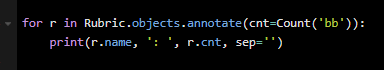 for r in Rubric.objects.annotate(cnt=Count('bb')):
    print(r.name, ': ', r.cnt, sep='')